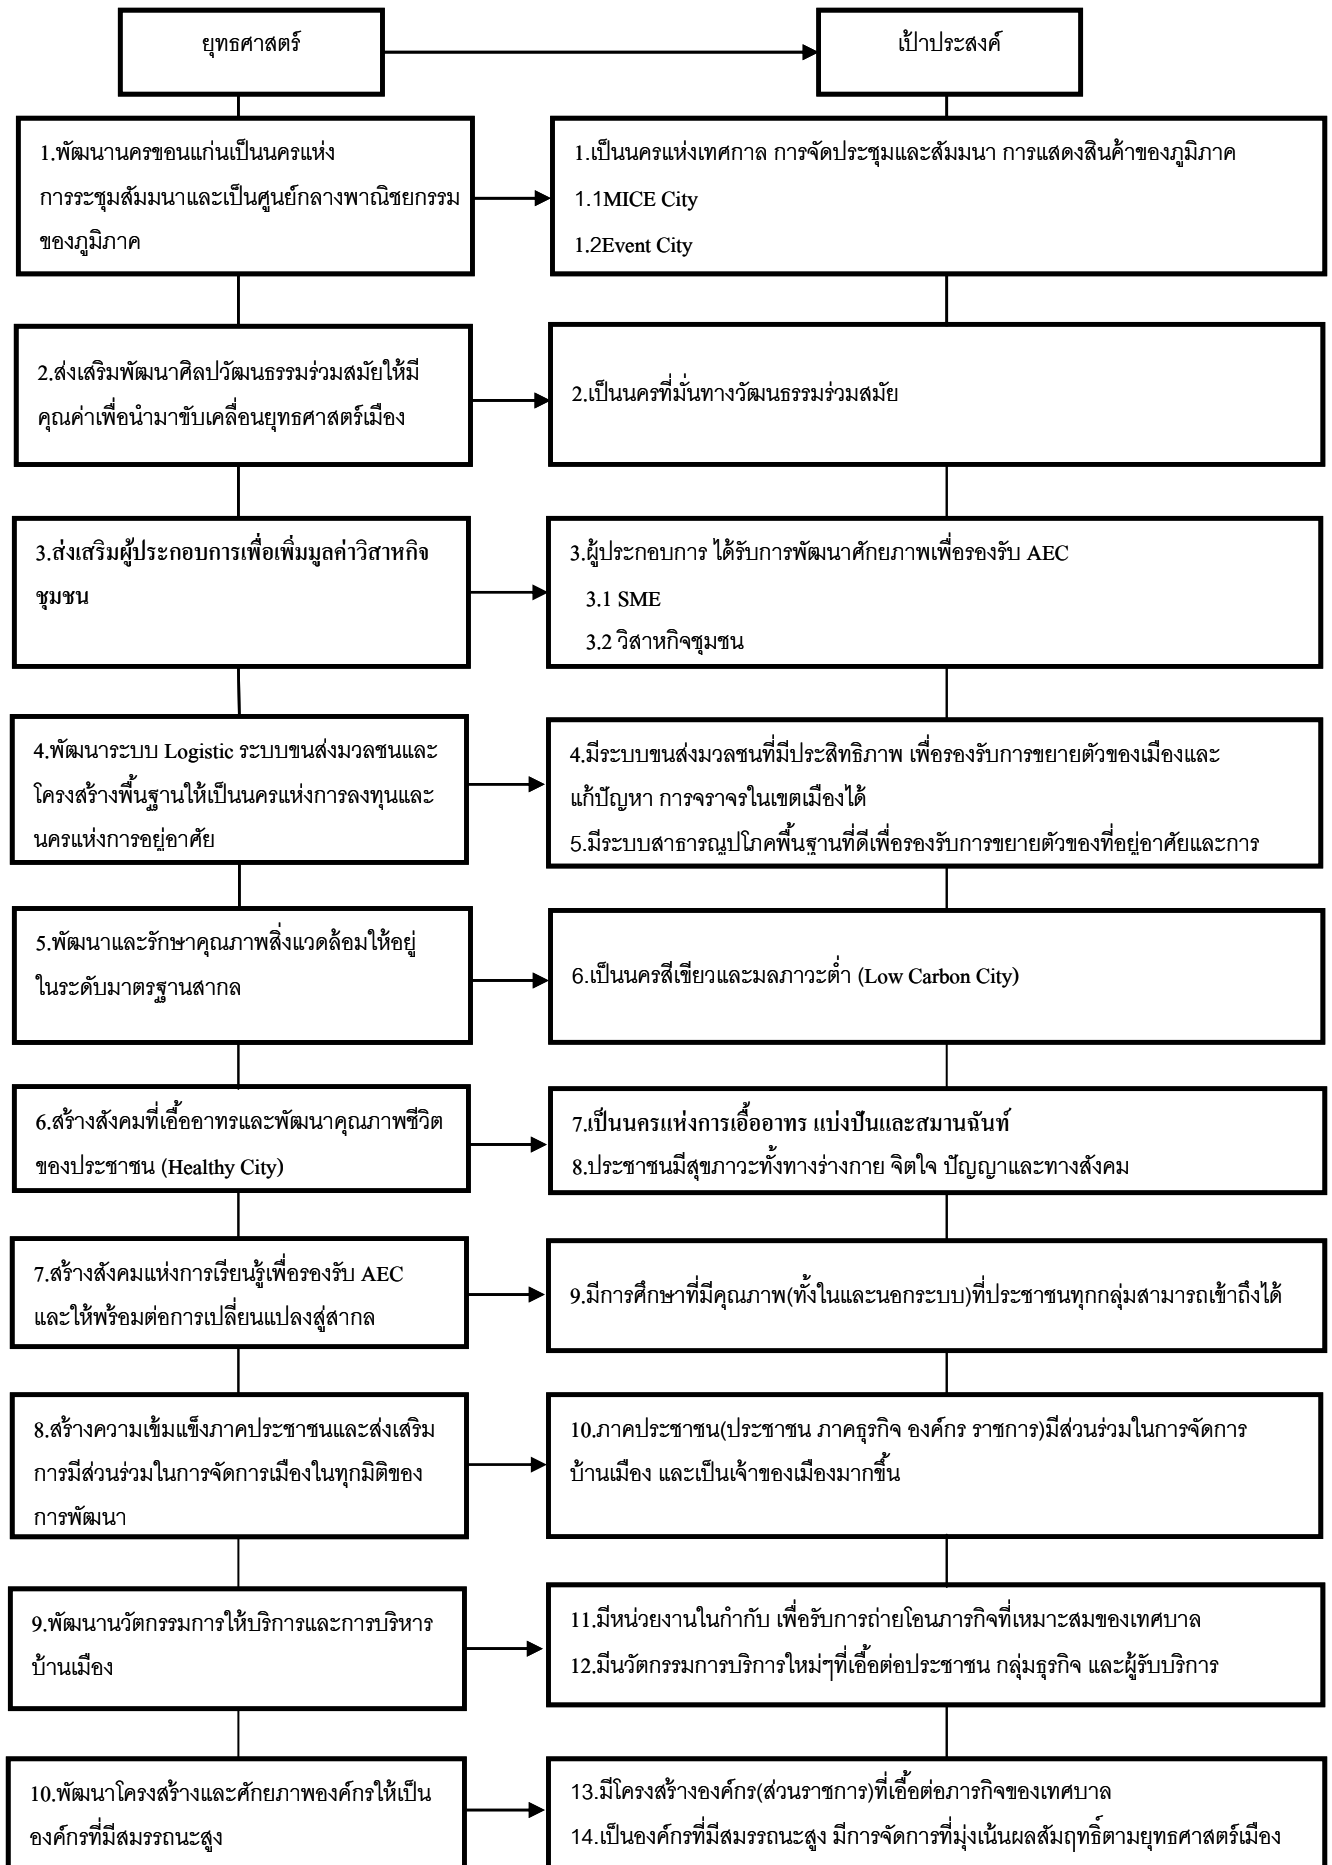 ยุทธศาสตร์
เป้าประสงค์
1.พัฒนานครขอนแก่นเป็นนครแห่ง
การระชุมสัมมนาและเป็นศูนย์กลางพาณิชยกรรม
ของภูมิภาค
1.เป็นนครแห่งเทศกาล การจัดประชุมและสัมมนา การแสดงสินค้าของภูมิภาค
1.1MICE City
1.2Event City
2.ส่งเสริมพัฒนาศิลปวัฒนธรรมร่วมสมัยให้มี
คุณค่าเพื่อนำมาขับเคลื่อนยุทธศาสตร์เมือง
2.เป็นนครที่มั่นทางวัฒนธรรมร่วมสมัย
3.ส่งเสริมผู้ประกอบการเพื่อเพิ่มมูลค่าวิสาหกิจ
ชุมชน
3.ผู้ประกอบการ ได้รับการพัฒนาศักยภาพเพื่อรองรับ AEC
3.1 SME
3.2 วิสาหกิจชุมชน
4.พัฒนาระบบ Logistic ระบบขนส่งมวลชนและ
โครงสร้างพื้นฐานให้เป็นนครแห่งการลงทุนและ
นครแห่งการอยู่อาศัย
4.มีระบบขนส่งมวลชนที่มีประสิทธิภาพ เพื่อรองรับการขยายตัวของเมืองและ
แก้ปัญหา การจราจรในเขตเมืองได้
5.มีระบบสาธารณูปโภคพื้นฐานที่ดีเพื่อรองรับการขยายตัวของที่อยู่อาศัยและการ
5.พัฒนาและรักษาคุณภาพสิ่งแวดล้อมให้อยู่
ในระดับมาตรฐานสากล
6.เป็นนครสีเขียวและมลภาวะต่ำ (Low Carbon City)
6.สร้างสังคมที่เอื้ออาทรและพัฒนาคุณภาพชีวิต
ของประชาชน (Healthy City)
7.เป็นนครแห่งการเอื้ออาทร แบ่งปันและสมานฉันท์
8.ประชาชนมีสุขภาวะทั้งทางร่างกาย จิตใจ ปัญญาและทางสังคม
7.สร้างสังคมแห่งการเรียนรู้เพื่อรองรับ AEC
และให้พร้อมต่อการเปลี่ยนแปลงสู่สากล
9.มีการศึกษาที่มีคุณภาพ(ทั้งในและนอกระบบ)ที่ประชาชนทุกกลุ่มสามารถเข้าถึงได้
8.สร้างความเข้มแข็งภาคประชาชนและส่งเสริม
การมีส่วนร่วมในการจัดการเมืองในทุกมิติของ
การพัฒนา
10.ภาคประชาชน(ประชาชน ภาคธุรกิจ องค์กร ราชการ)มีส่วนร่วมในการจัดการ
บ้านเมือง และเป็นเจ้าของเมืองมากขึ้น
9.พัฒนานวัตกรรมการให้บริการและการบริหาร
บ้านเมือง
11.มีหน่วยงานในกำกับ เพื่อรับการถ่ายโอนภารกิจที่เหมาะสมของเทศบาล
12.มีนวัตกรรมการบริการใหม่ๆที่เอื้อต่อประชาชน กลุ่มธุรกิจ และผู้รับบริการ
10.พัฒนาโครงสร้างและศักยภาพองค์กรให้เป็น
องค์กรที่มีสมรรถนะสูง
13.มีโครงสร้างองค์กร(ส่วนราชการ)ที่เอื้อต่อภารกิจของเทศบาล
14.เป็นองค์กรที่มีสมรรถนะสูง มีการจัดการที่มุ่งเน้นผลสัมฤทธิ์ตามยุทธศาสตร์เมือง